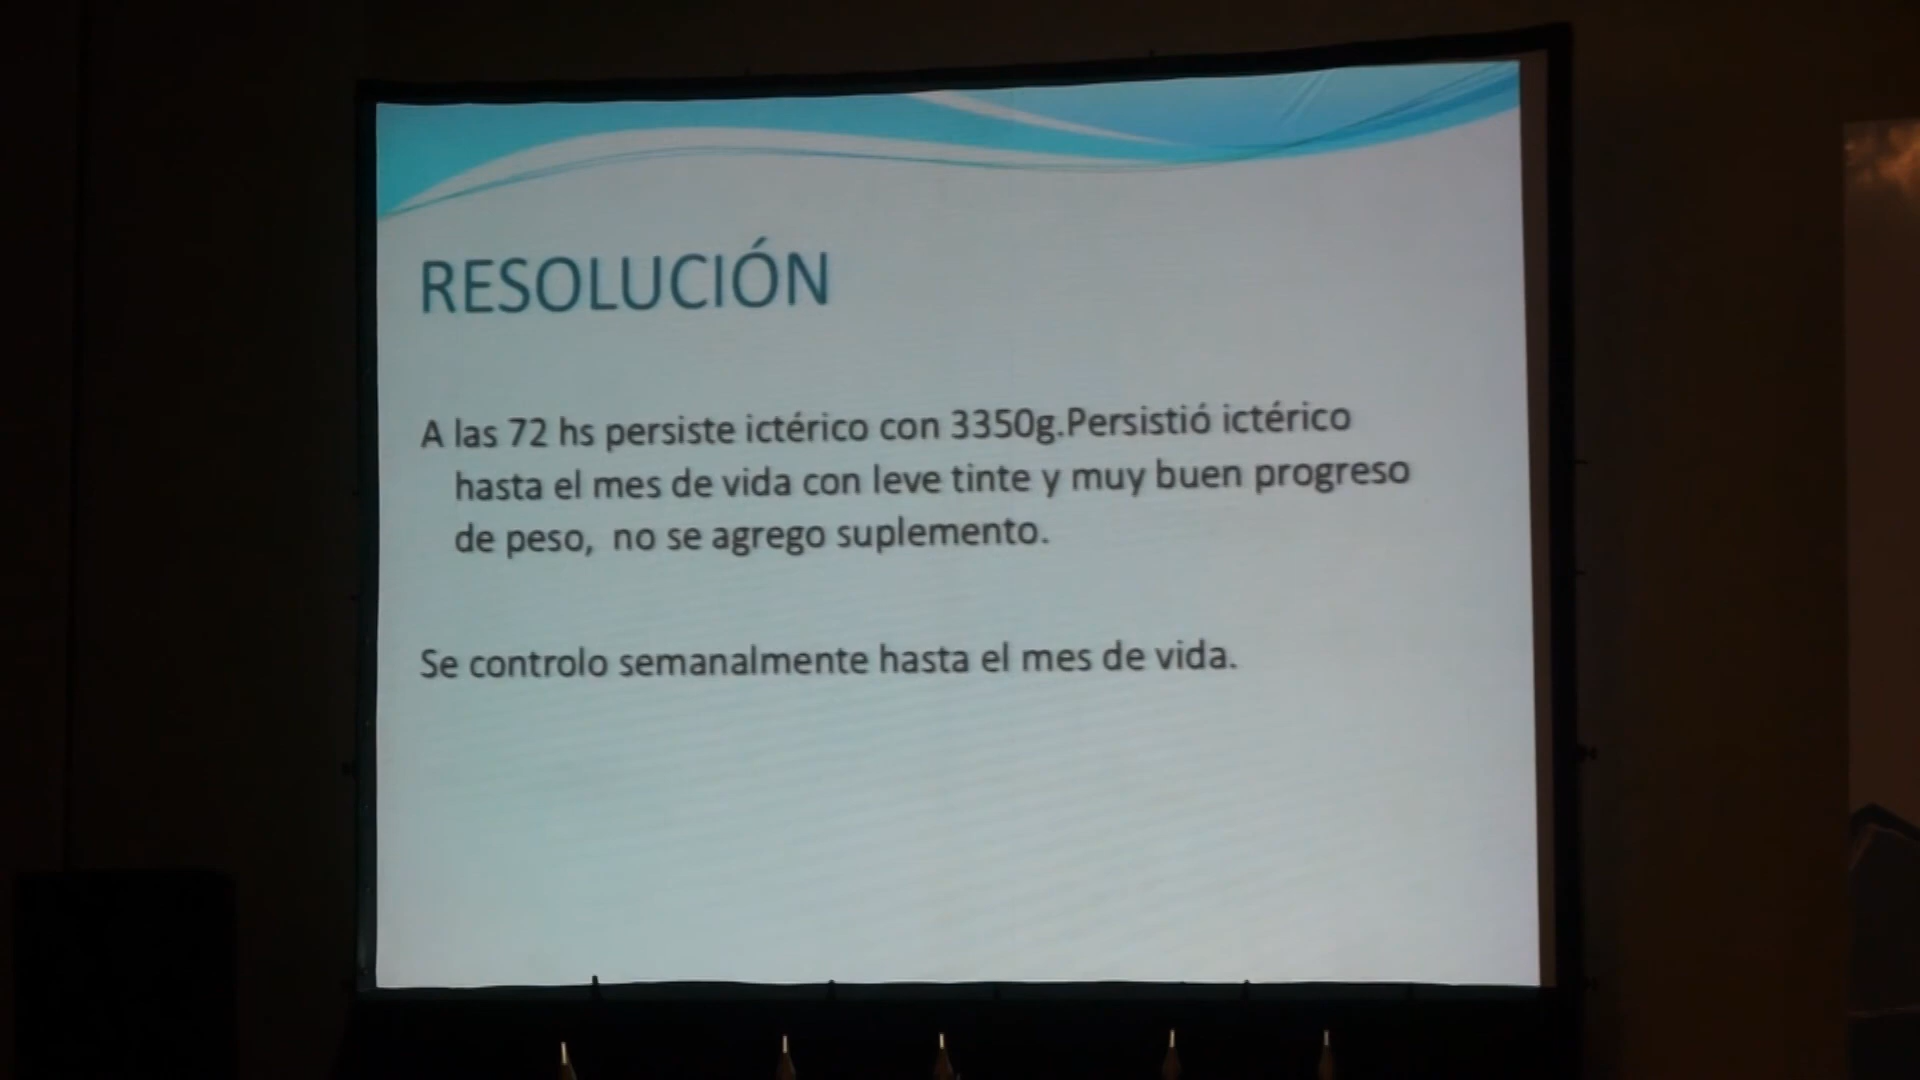 RESOLUCIÓN
A las 72 hs persiste ictérico con 3350g.Persistió ictérico
hasta el mes de vida con leve tinte y muy buen progreso
de peso, no se agrego suplemento.
Se controlo semanalmente hasta el mes de vida.